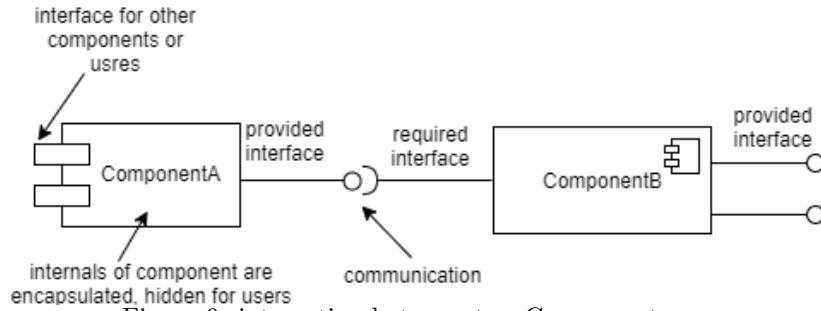 interface for other
components or
usres
provided
interface
required
interface
provided
interface
ComponentA
ComponentB
internals of component are
encapsulated, hidden for users
communication